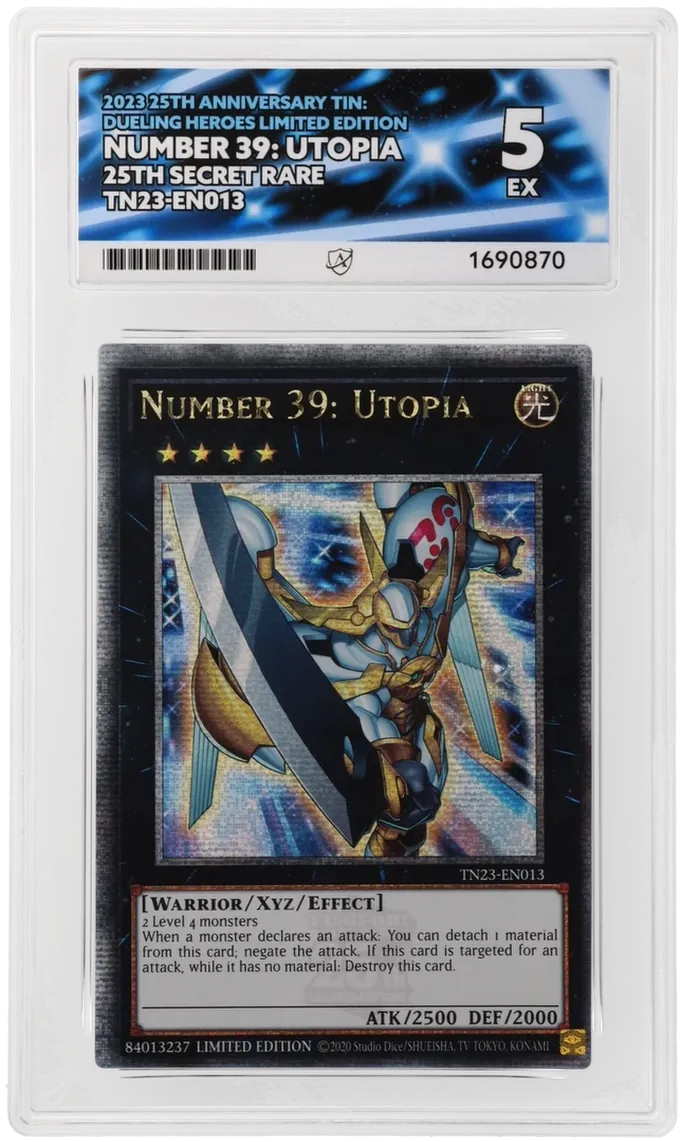 2023 25TH ANNIVERSARY TIN:
DUELING HEROES LIMITED EDITION
NUMBER 39: UTOPIA
25TH SECRET RARE
TN23-EN013
5
EX
1690870
NUMBER 39: UTOPIA
LIGHT
光
TN23-EN013
[WARRIOR/XYZ/EFFECT]
2 Level 4 monsters
When a monster declares an attack: You can detach 1 material
from this card; negate the attack. If this card is targeted for an
attack, while it has no material: Destroy this card.
ATK/2500 DEF/2000
84013237 LIMITED EDITION ©2020 Studio Dice/SHUEISHA, TV TOKYO, KONAMI